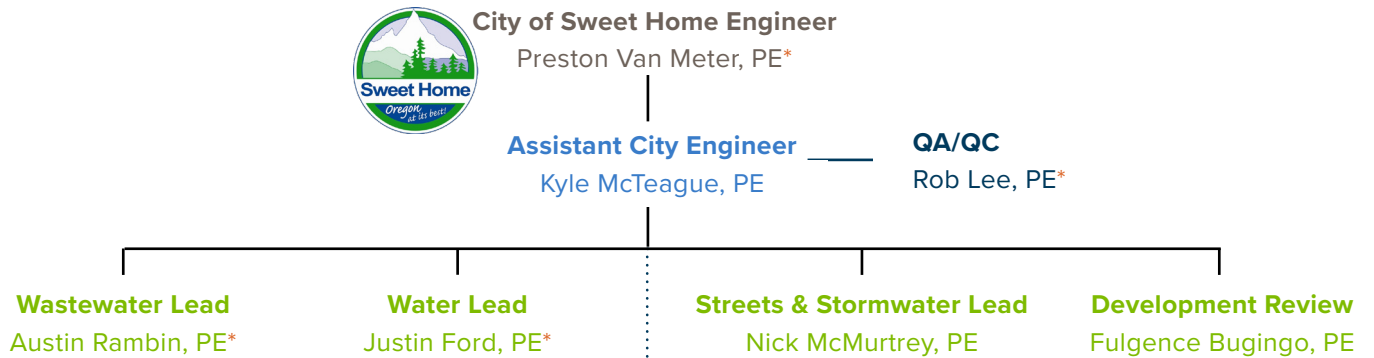 City of Sweet Home Engineer
Preston Van Meter, PE*
Sweet Home
Oregon
at its best!
Assistant City Engineer
Kyle McTeague, PE
QA/QC
Rob Lee, PE*
Wastewater Lead
Austin Rambin, PE*
Water Lead
Justin Ford, PE*
Streets & Stormwater Lead
Nick McMurtrey, PE
Development Review
Fulgence Bugingo, PE